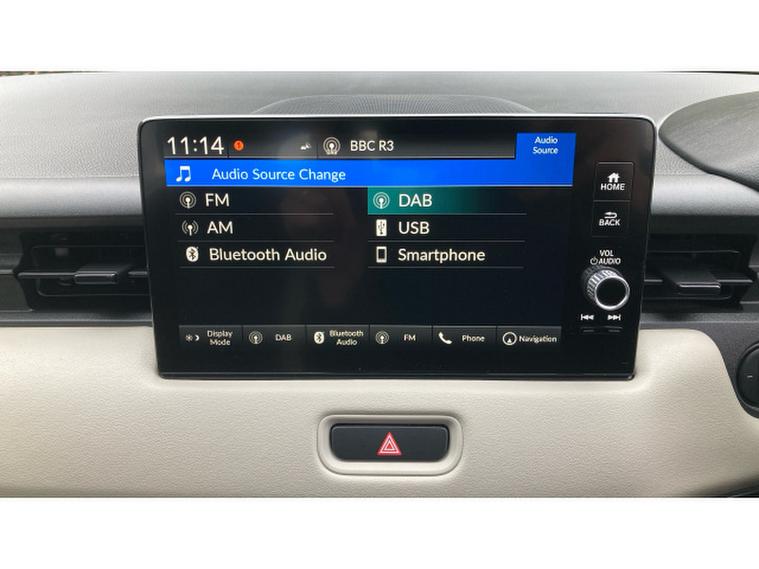 11:14 BBC R3 Audio Source
Audio Source Change
FM DAB
AM USB
Bluetooth Audio Smartphone
HOME
BACK
VOL
AUDIO
Display Mode DAB Bluetooth Audio FM Phone Navigation